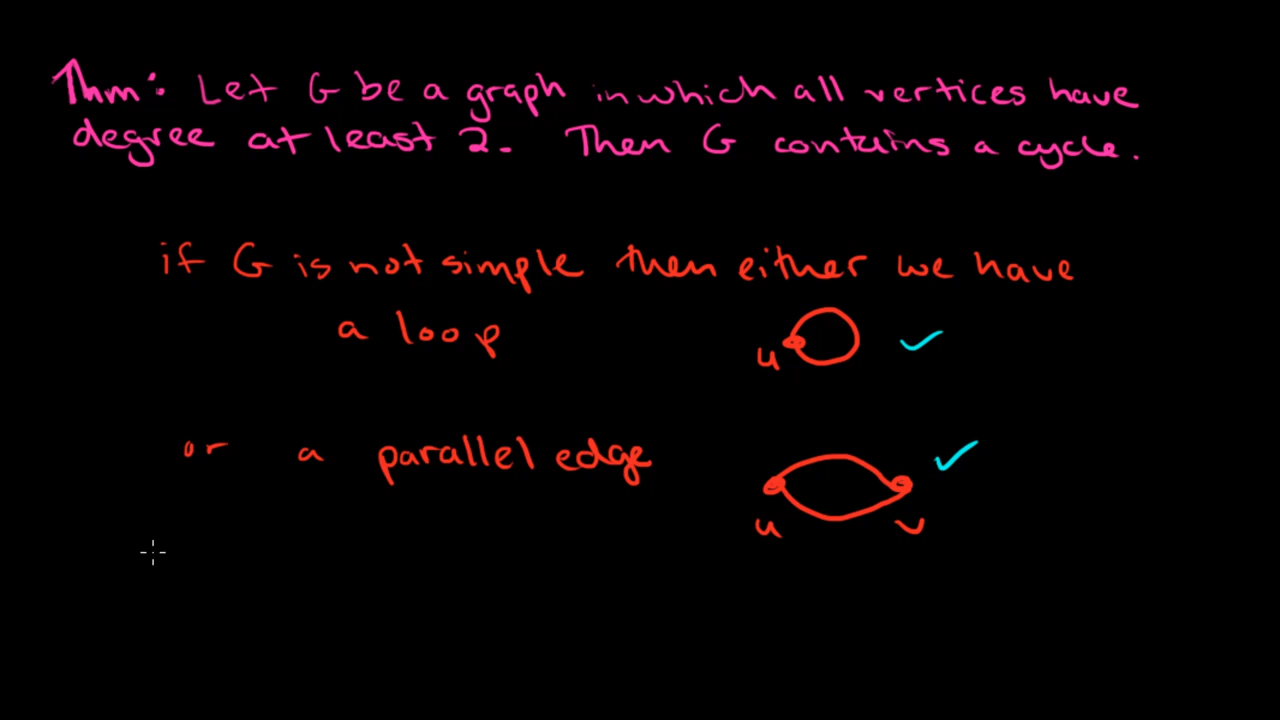 Thm: Let G be a graph in which all vertices have
degree at least 2. Then G contains a cycle.
if G is not simple then either we have
a loop
u
or a parallel edge
u v